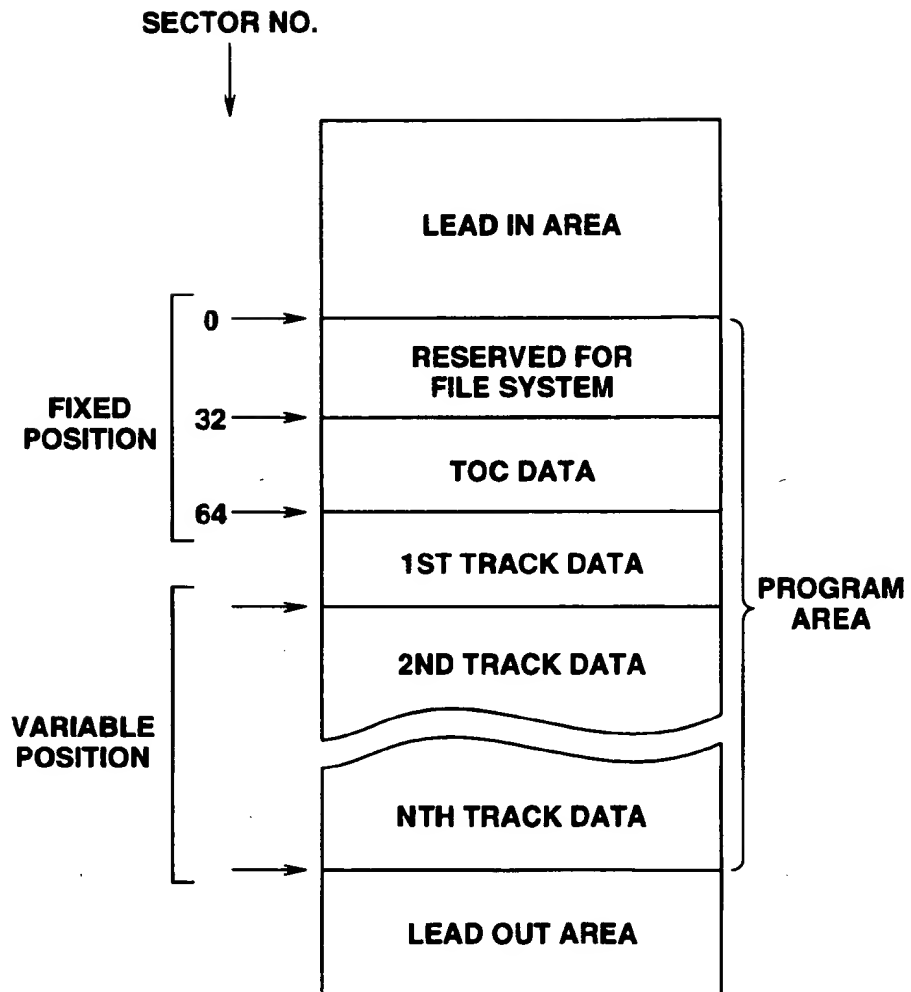 SECTOR NO.
LEAD IN AREA
0
RESERVED FOR
FILE SYSTEM
FIXED
POSITION
32
TOC DATA
64
1ST TRACK DATA
PROGRAM
AREA
2ND TRACK DATA
VARIABLE
POSITION
NTH TRACK DATA
LEAD OUT AREA